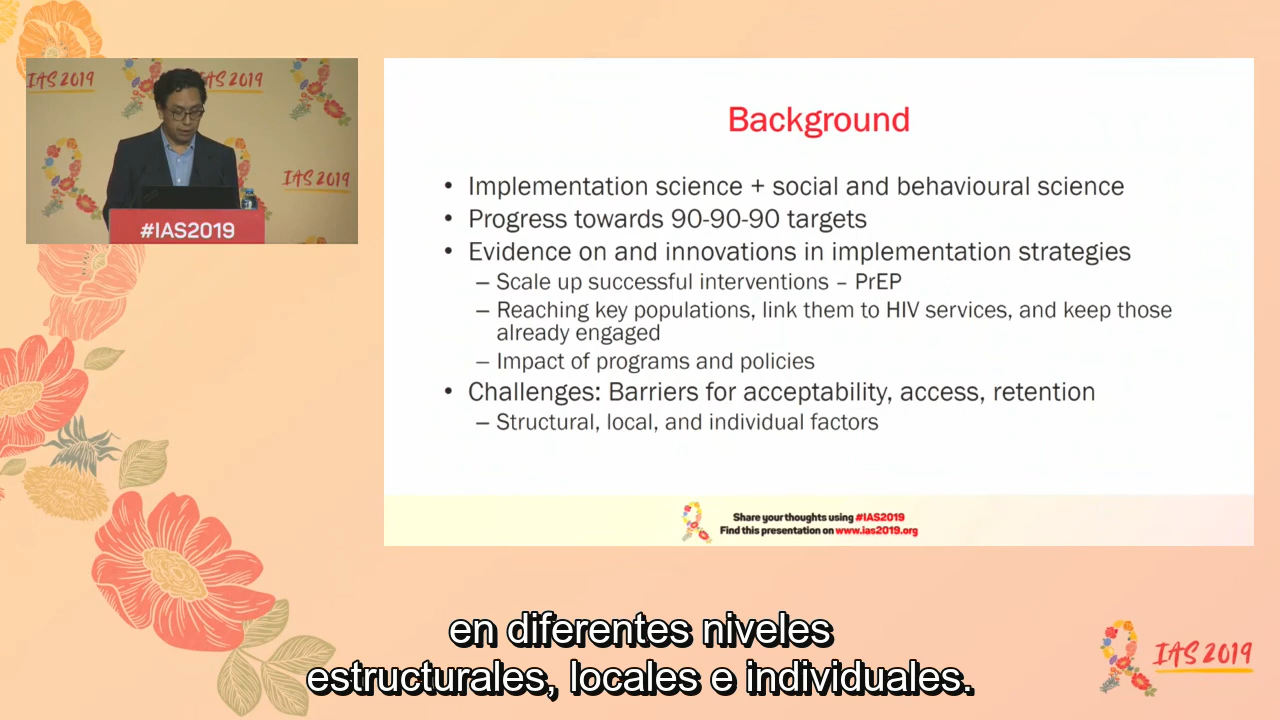 IAS 2019
IAS 2019
IAS 2019
#IAS2019
Background
• Implementation science + social and behavioural science
• Progress towards 90-90-90 targets
• Evidence on and innovations in implementation strategies
– Scale up successful interventions – PrEP
– Reaching key populations, link them to HIV services, and keep those
already engaged
– Impact of programs and policies
• Challenges: Barriers for acceptability, access, retention
– Structural, local, and individual factors
Share your thoughts using #IAS2019
Find this presentation on www.ias2019.org
en diferentes niveles
estructurales, locales e individuales.
IAS 2019